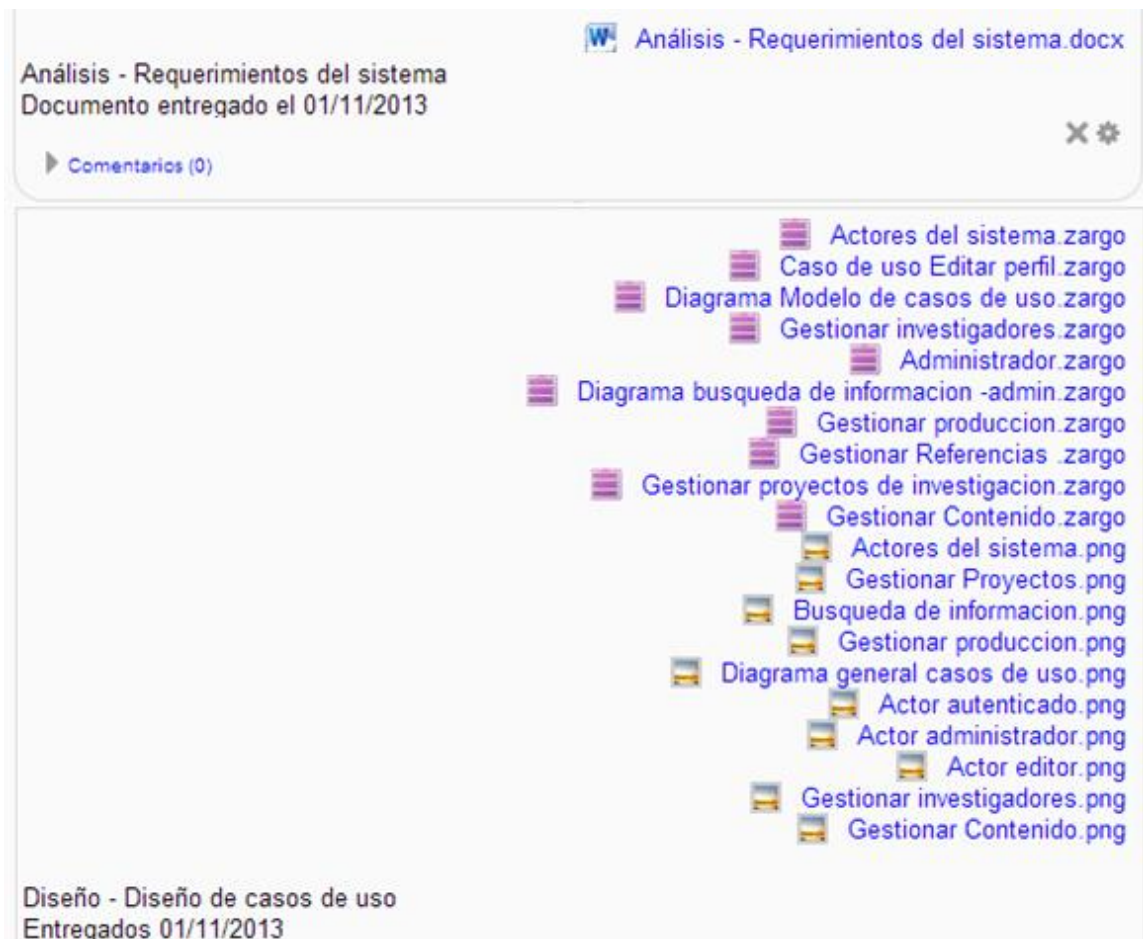 Análisis - Requerimientos del sistema.docx
Análisis - Requerimientos del sistema
Documento entregado el 01/11/2013
Comentarios (0)
Actores del sistema.zargo
Caso de uso Editar perfil.zargo
Diagrama Modelo de casos de uso.zargo
Gestionar investigadores.zargo
Administrador.zargo
Diagrama busqueda de informacion -admin.zargo
Gestionar produccion.zargo
Gestionar Referencias .zargo
Gestionar proyectos de investigacion.zargo
Gestionar Contenido.zargo
Actores del sistema.png
Gestionar Proyectos.png
Busqueda de informacion.png
Gestionar produccion.png
Diagrama general casos de uso.png
Actor autenticado.png
Actor administrador.png
Actor editor.png
Gestionar investigadores.png
Gestionar Contenido.png
Diseño - Diseño de casos de uso
Entregados 01/11/2013